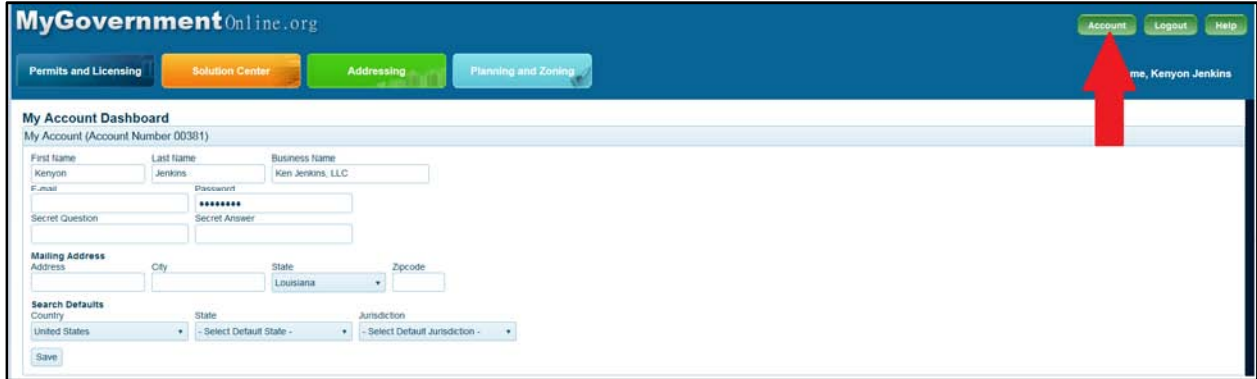 MyGovernmentOnline.org
Account Logout Help
Permits and Licensing Solution Center Addressing Planning and Zoning
me, Kenyon Jenkins
My Account Dashboard
My Account (Account Number 00381)
First Name Last Name Business Name
Kenyon Jenkins Ken Jenkins, LLC
E-mail Password
••••••••
Secret Question Secret Answer
Mailing Address
Address City State Zipcode
Louisiana
Search Defaults
Country State Jurisdiction
United States - Select Default State - - Select Default Jurisdiction -
Save